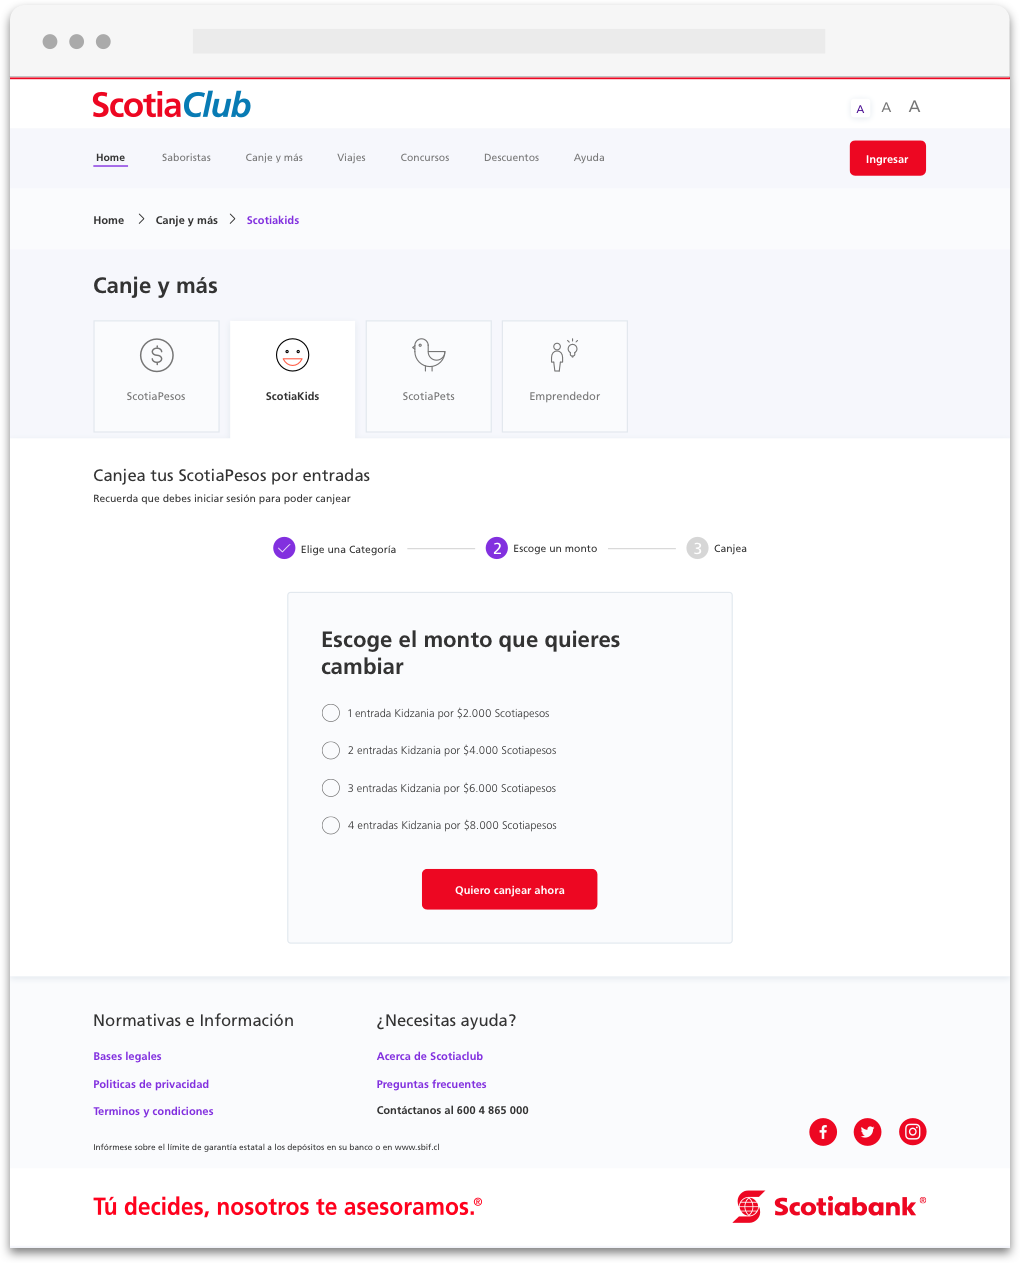 ScotiaClub
A A A
Home Saboristas Canje y más Viajes Concursos Descuentos Ayuda Ingresar
Home > Canje y más > Scotiakids
Canje y más
$
ScotiaPesos ScotiaKids ScotiaPets Emprendedor
Canjea tus ScotiaPesos por entradas
Recuerda que debes iniciar sesión para poder canjear
Elige una Categoría 2 Escoge un monto 3 Canjea
Escoge el monto que quieres
cambiar
1 entrada Kidzania por $2.000 Scotiapesos
2 entradas Kidzania por $4.000 Scotiapesos
3 entradas Kidzania por $6.000 Scotiapesos
4 entradas Kidzania por $8.000 Scotiapesos
Quiero canjear ahora
Normativas e Información
Bases legales
Politicas de privacidad
Terminos y condiciones
¿Necesitas ayuda?
Acerca de Scotiaclub
Preguntas frecuentes
Contáctanos al 600 4 865 000
Infórmese sobre el límite de garantía estatal a los depósitos en su banco o en www.sbif.cl
Tú decides, nosotros te asesoramos.®
Scotiabank®